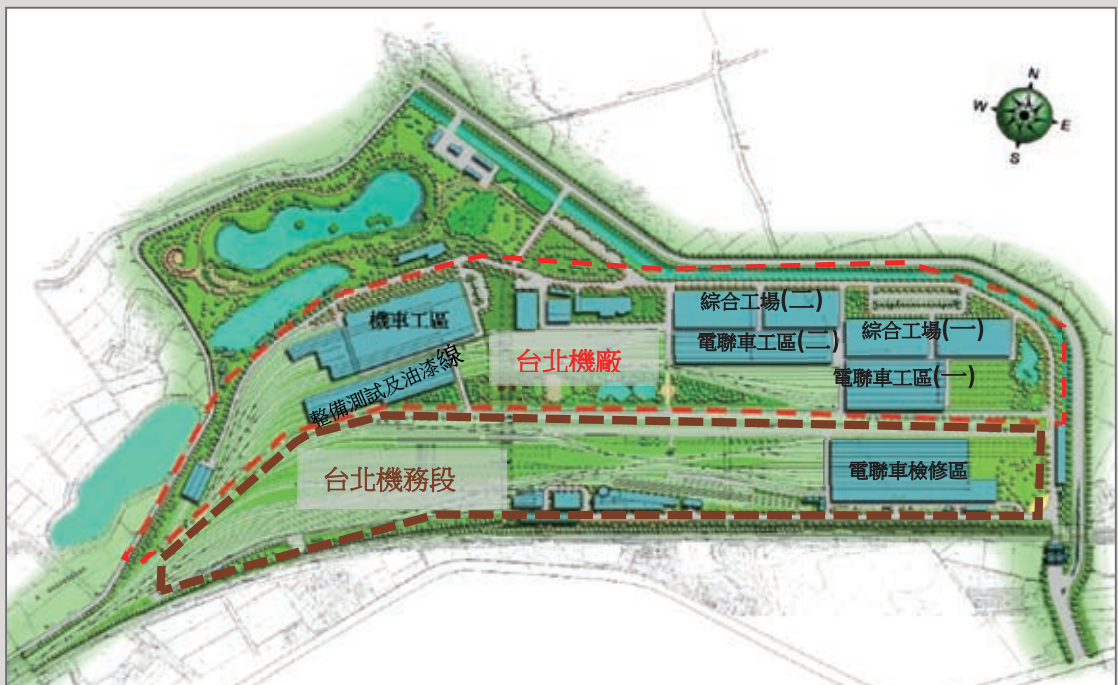 N
W
E
S
綜合工場(二)
機車工區
綜合工場(一)
電聯車工區(二)
台北機廠
整備測試及油漆線
電聯車工區(一)
台北機務段
電聯車檢修區